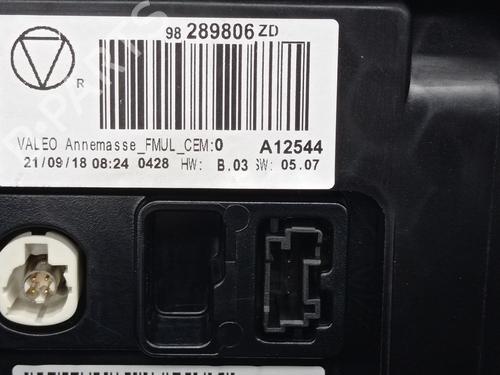 98 289806 ZD
R
VALEO Annemasse_FMUL_CEM:0 A12544
21/09/18 08:24 0428 HW: B.03 SW: 05.07